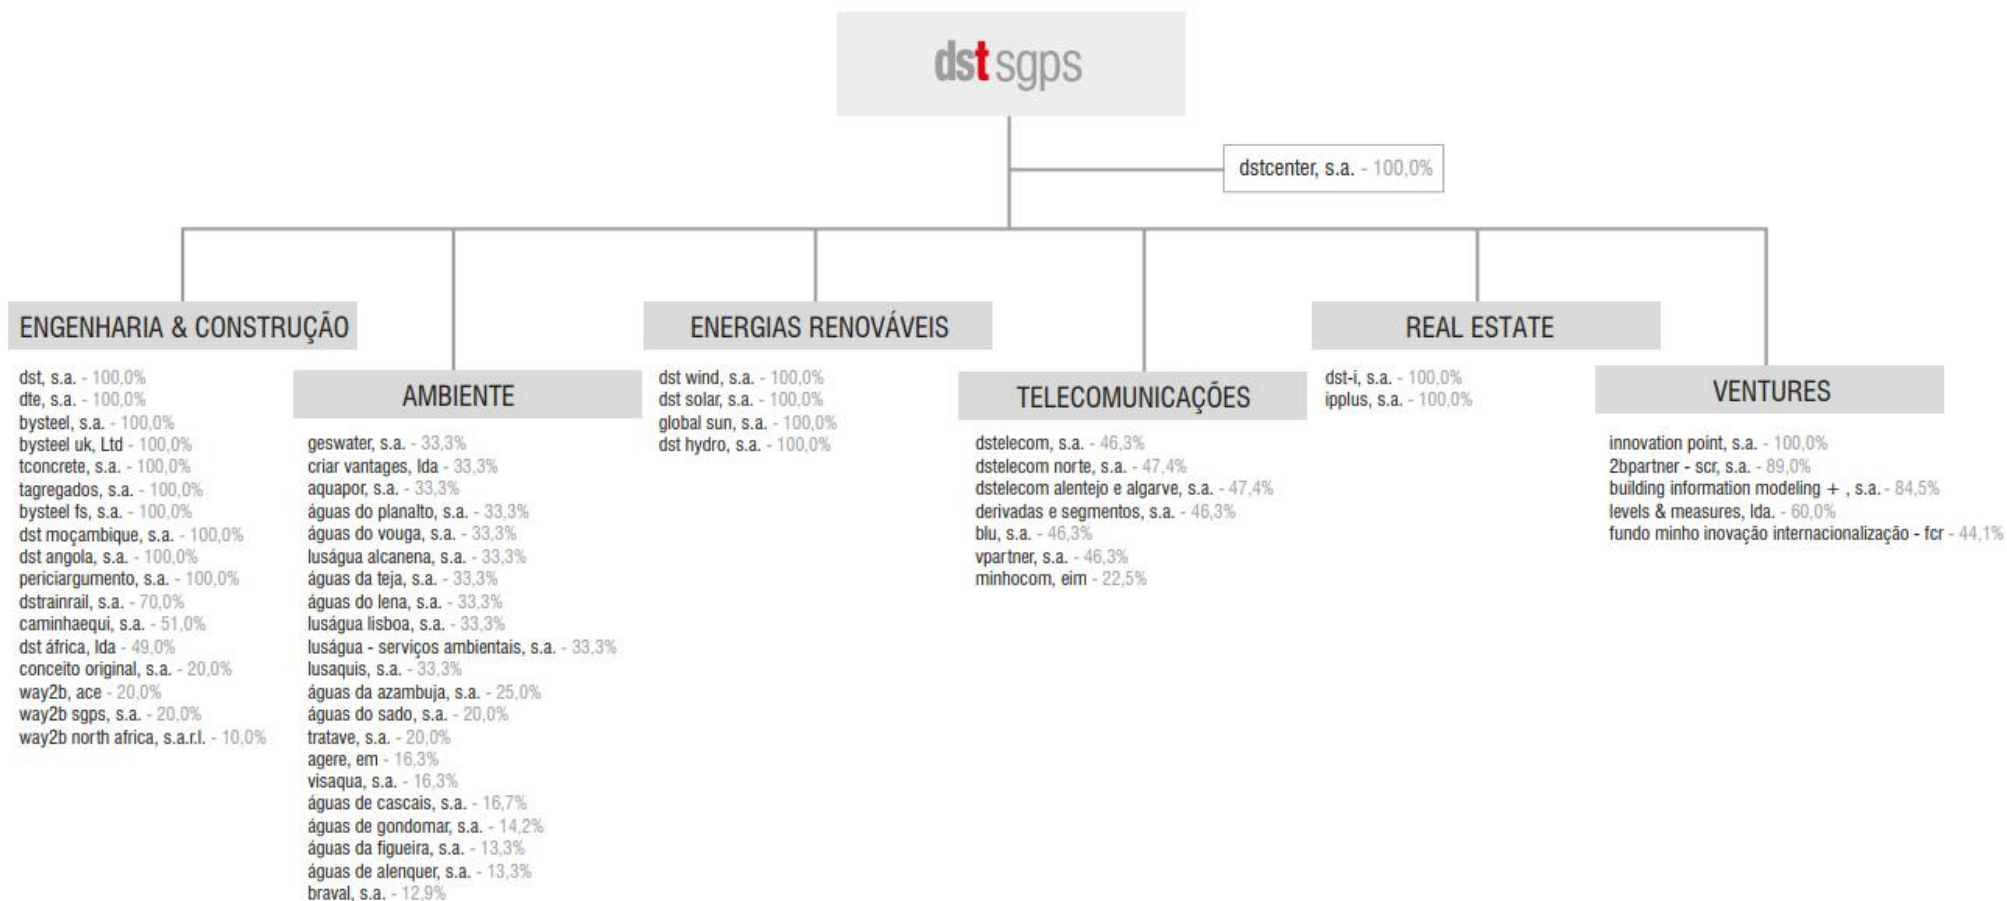 dstsgps
dstcenter, s.a. - 100,0%
ENGENHARIA & CONSTRUÇÃO
dst, s.a. - 100,0%
dte, s.a. - 100,0%
bysteel, s.a. - 100,0%
bysteel uk, Ltd - 100,0%
tconcrete, s.a. - 100,0%
tagregados, s.a. - 100,0%
bysteel fs, s.a. - 100,0%
dst moçambique, s.a. - 100,0%
dst angola, s.a. - 100,0%
periciargumento, s.a. - 100,0%
dstrainrail, s.a. - 70,0%
caminhaequi, s.a. - 51,0%
dst áfrica, lda - 49,0%
conceito original, s.a. - 20,0%
way2b, ace - 20,0%
way2b sgps, s.a. - 20,0%
way2b north africa, s.a.r.l. - 10,0%
AMBIENTE
geswater, s.a. - 33,3%
criar vantages, lda - 33,3%
aquapor, s.a. - 33,3%
águas do planalto, s.a. - 33,3%
águas do vouga, s.a. - 33,3%
luságua alcanena, s.a. - 33,3%
águas da teja, s.a. - 33,3%
águas do lena, s.a. - 33,3%
luságua lisboa, s.a. - 33,3%
luságua - serviços ambientais, s.a. - 33,3%
lusaquis, s.a. - 33,3%
águas da azambuja, s.a. - 25,0%
águas do sado, s.a. - 20,0%
tratave, s.a. - 20,0%
agere, em - 16,3%
visaqua, s.a. - 16,3%
águas de cascais, s.a. - 16,7%
águas de gondomar, s.a. - 14,2%
águas da figueira, s.a. - 13,3%
águas de alenquer, s.a. - 13,3%
braval, s.a. - 12,9%
ENERGIAS RENOVÁVEIS
dst wind, s.a. - 100,0%
dst solar, s.a. - 100,0%
global sun, s.a. - 100,0%
dst hydro, s.a. - 100,0%
TELECOMUNICAÇÕES
dstelecom, s.a. - 46,3%
dstelecom norte, s.a. - 47,4%
dstelecom alentejo e algarve, s.a. - 47,4%
derivadas e segmentos, s.a. - 46,3%
blu, s.a. - 46,3%
vpartner, s.a. - 46,3%
minhocom, eim - 22,5%
REAL ESTATE
dst-i, s.a. - 100,0%
ipplus, s.a. - 100,0%
VENTURES
innovation point, s.a. - 100,0%
2bpartner - scr, s.a. - 89,0%
building information modeling + , s.a. - 84,5%
levels & measures, lda. - 60,0%
fundo minho inovação internacionalização - fcr - 44,1%